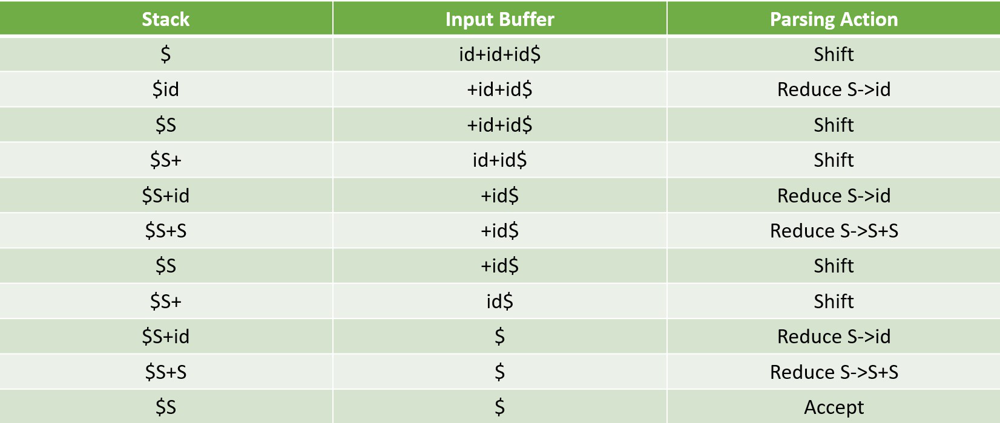 Stack Input Buffer Parsing Action
$ id+id+id$ Shift
$id +id+id$ Reduce S->id
$S +id+id$ Shift
$S+ id+id$ Shift
$S+id +id$ Reduce S->id
$S+S +id$ Reduce S->S+S
$S +id$ Shift
$S+ id$ Shift
$S+id $ Reduce S->id
$S+S $ Reduce S->S+S
$S $ Accept